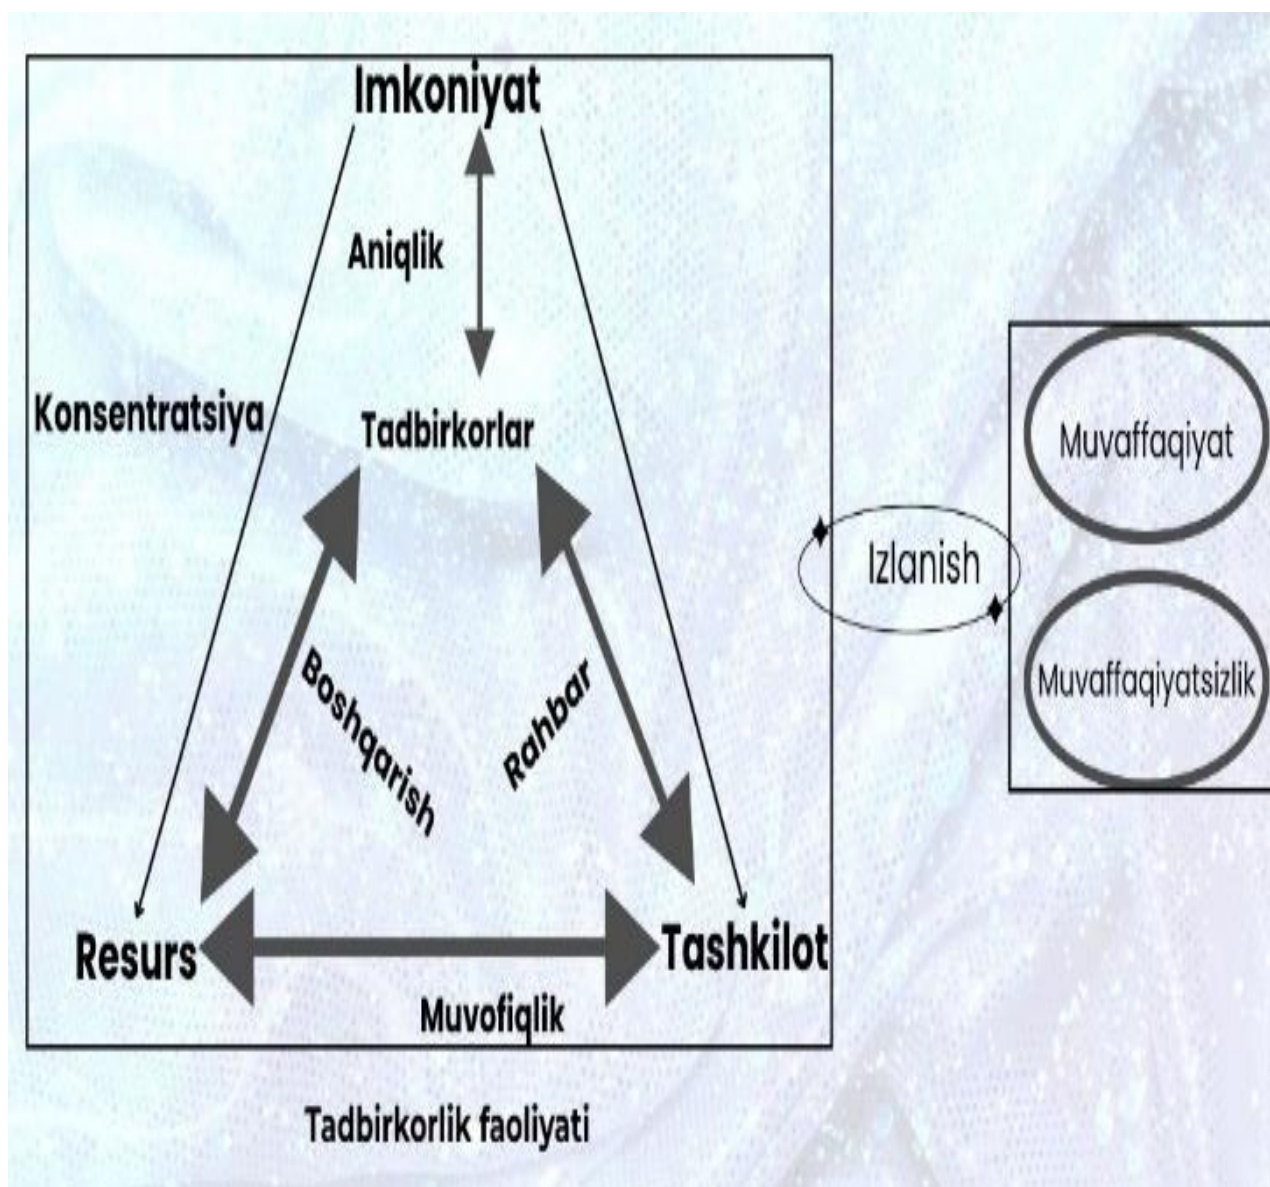 Imkoniyat
Aniqlik
Konsentratsiya
Tadbirkorlar
Boshqarish
Rahbar
Resurs
Tashkilot
Muvofiqlik
Tadbirkorlik faoliyati
Izlanish
Muvaffaqiyat
Muvaffaqiyatsizlik